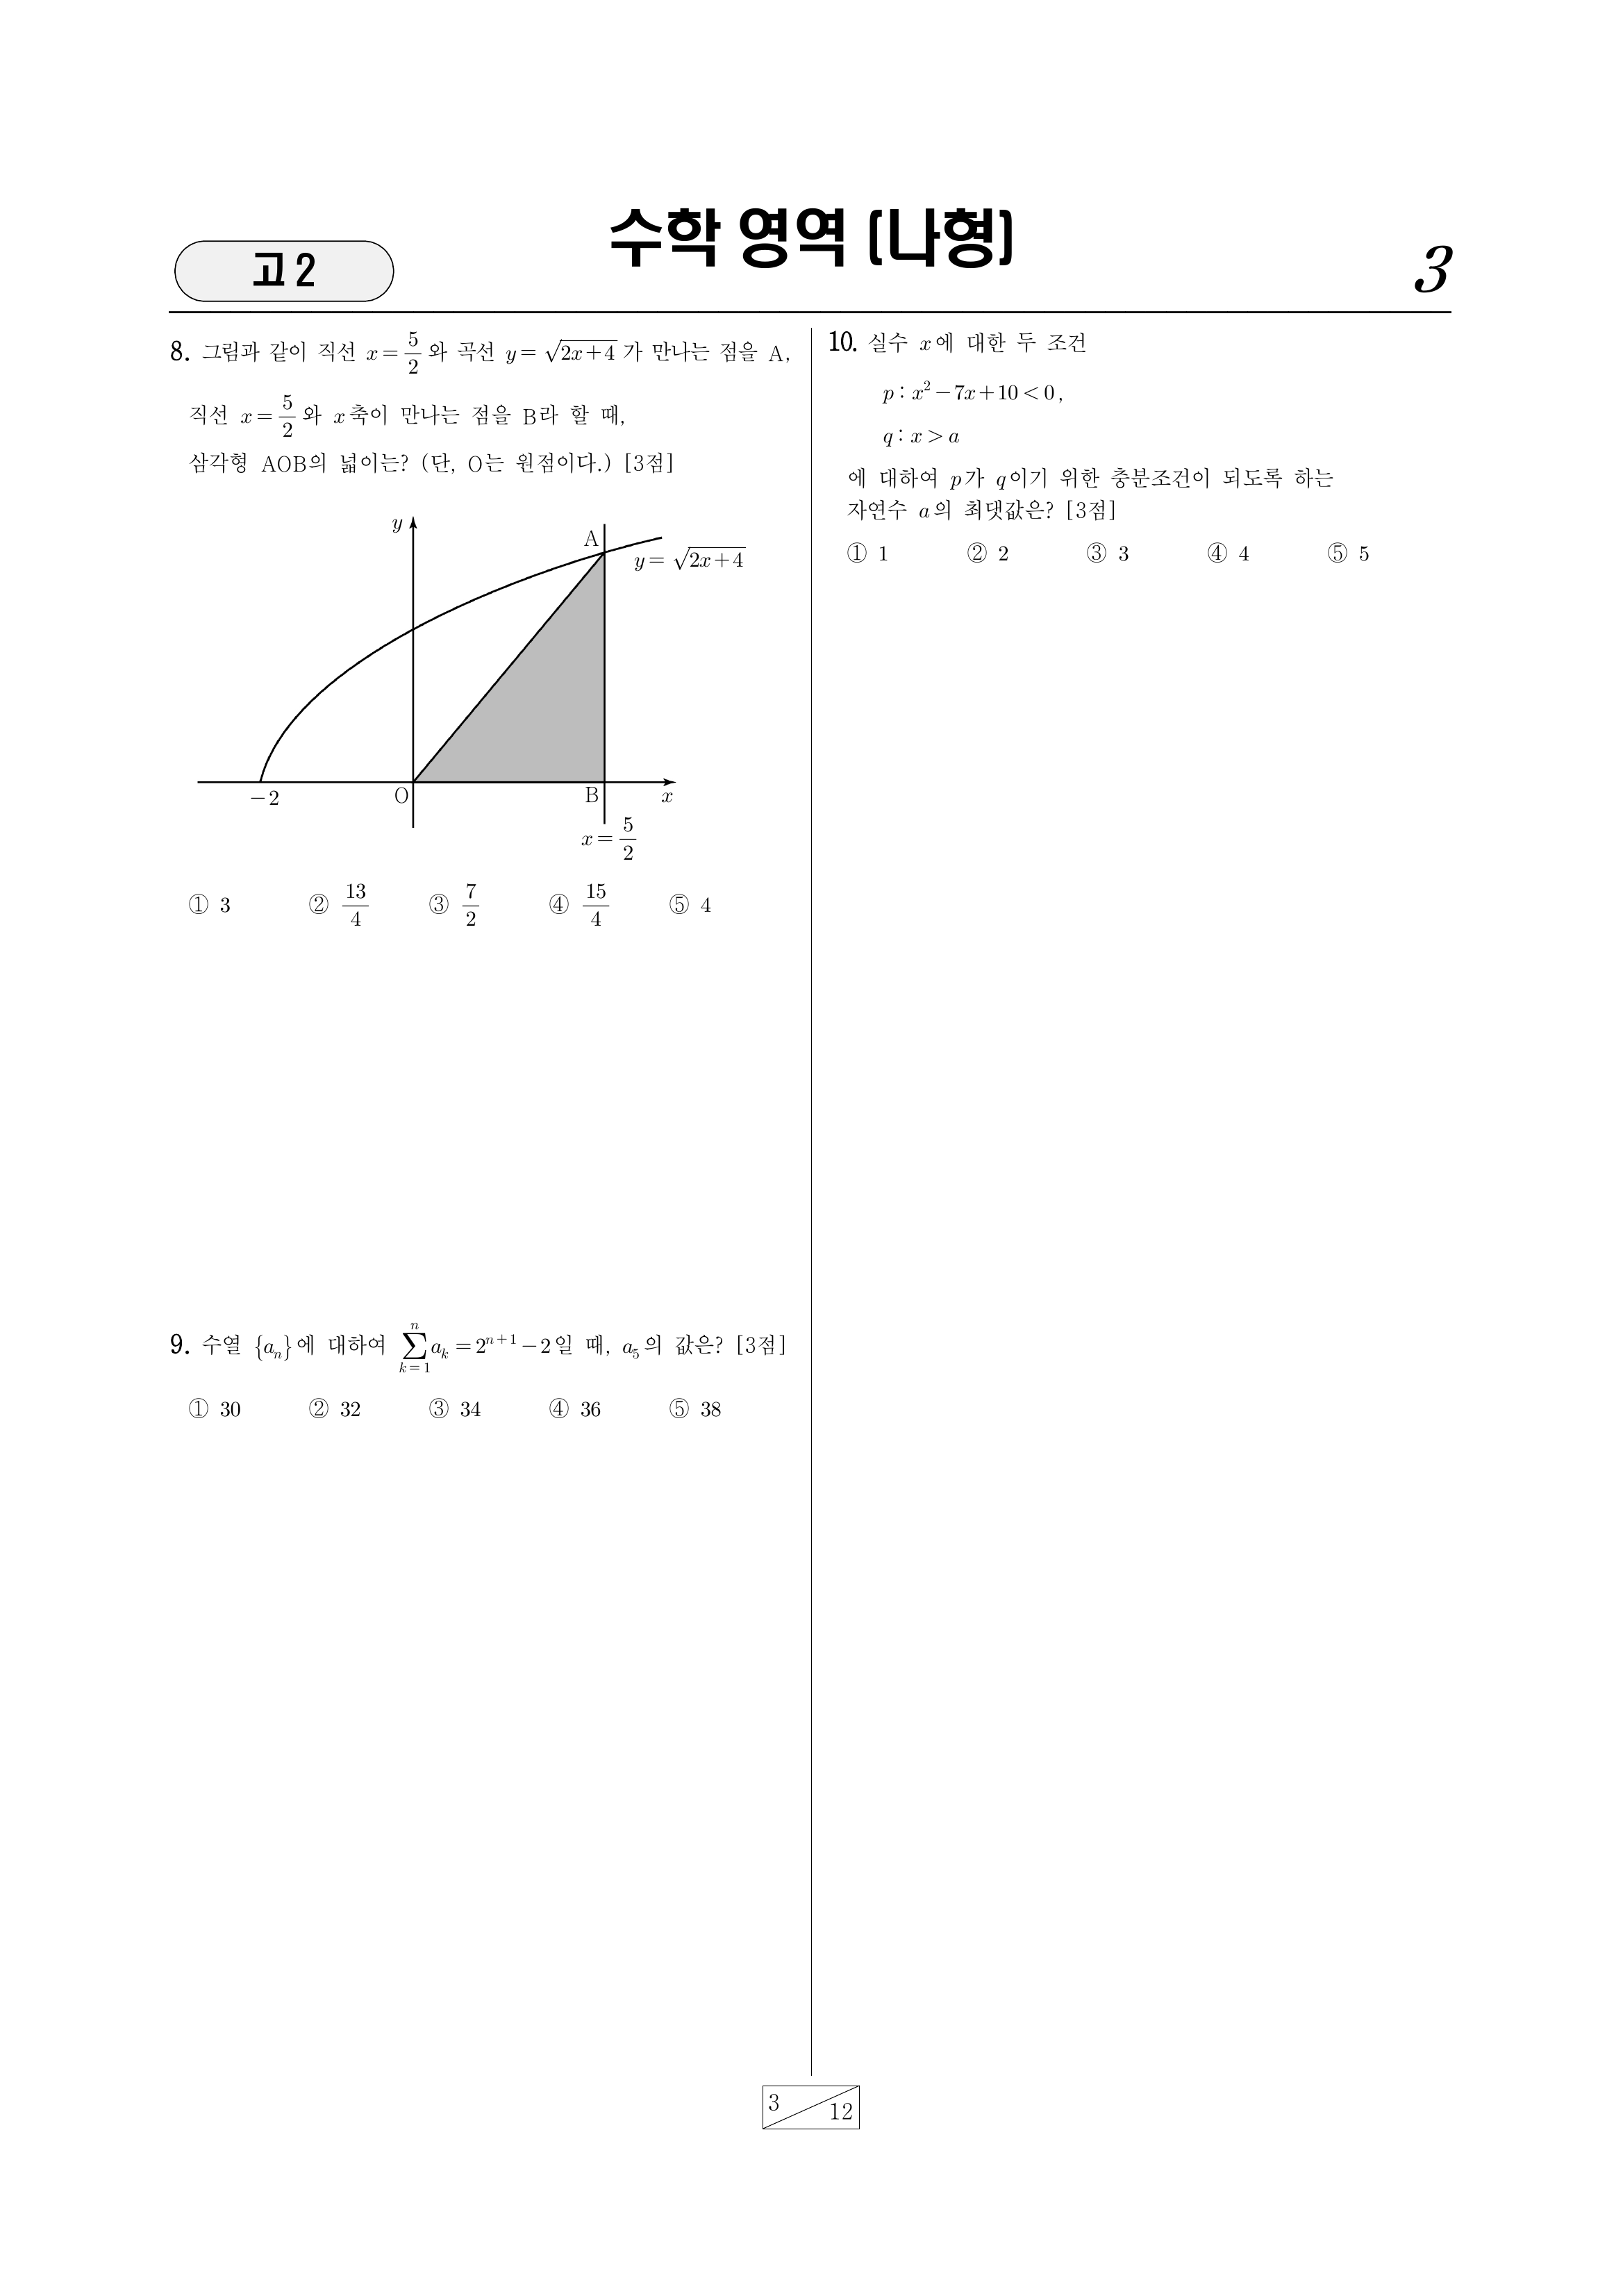 수학 영역 (나형)
고 2
3
8. 그림과 같이 직선 x = 5/2 와 곡선 y = √(2x+4) 가 만나는 점을 A,
직선 x = 5/2 와 x축이 만나는 점을 B라 할 때,
삼각형 AOB의 넓이는? (단, O는 원점이다.) [3점]
y
A
y = √(2x+4)
-2
O
B
x
x = 5/2
① 3 ② 13/4 ③ 7/2 ④ 15/4 ⑤ 4
9. 수열 {aₙ}에 대하여 ∑(k=1)^n aₖ = 2^(n+1) - 2일 때, a₅의 값은? [3점]
① 30 ② 32 ③ 34 ④ 36 ⑤ 38
10. 실수 x에 대한 두 조건
p : x² - 7x + 10 < 0,
q : x > a
에 대하여 p가 q이기 위한 충분조건이 되도록 하는
자연수 a의 최댓값은? [3점]
① 1 ② 2 ③ 3 ④ 4 ⑤ 5
3
12